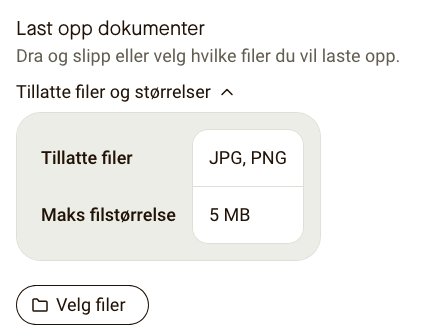 Last opp dokumenter
Dra og slipp eller velg hvilke filer du vil laste opp.
Tillatte filer og størrelser
Tillatte filer JPG, PNG
Maks filstørrelse 5 MB
Velg filer